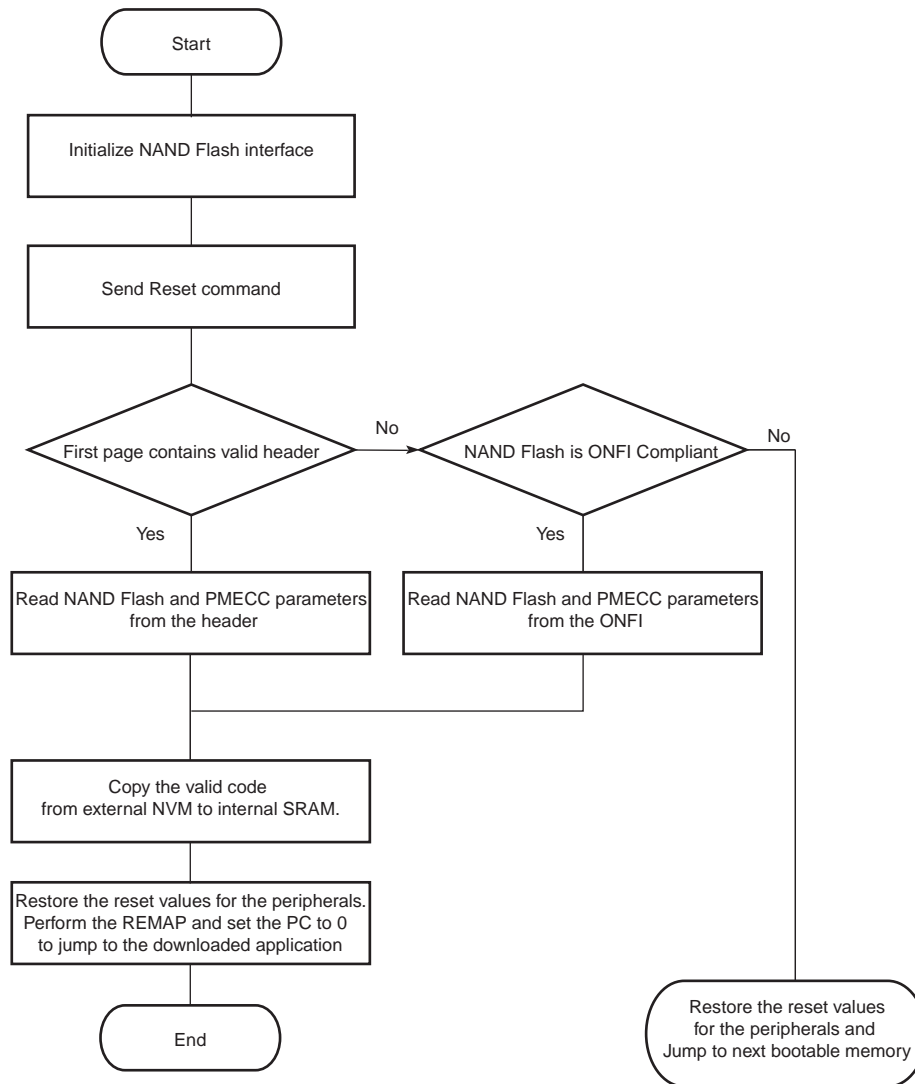 Start
Initialize NAND Flash interface
Send Reset command
First page contains valid header
No
NAND Flash is ONFI Compliant
No
Yes
Yes
Read NAND Flash and PMECC parameters
from the header
Read NAND Flash and PMECC parameters
from the ONFI
Copy the valid code
from external NVM to internal SRAM.
Restore the reset values for the peripherals.
Perform the REMAP and set the PC to 0
to jump to the downloaded application
End
Restore the reset values
for the peripherals and
Jump to next bootable memory